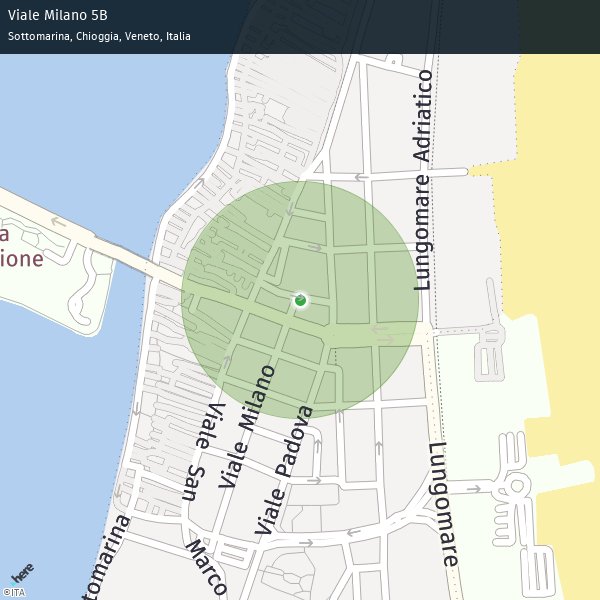 Viale Milano 5B
Sottomarina, Chioggia, Veneto, Italia
Lungomare Adriatico
a
ione
Viale San
Marco
Viale Milano
Viale Padova
Lungomare
tomarina
here
©ITA